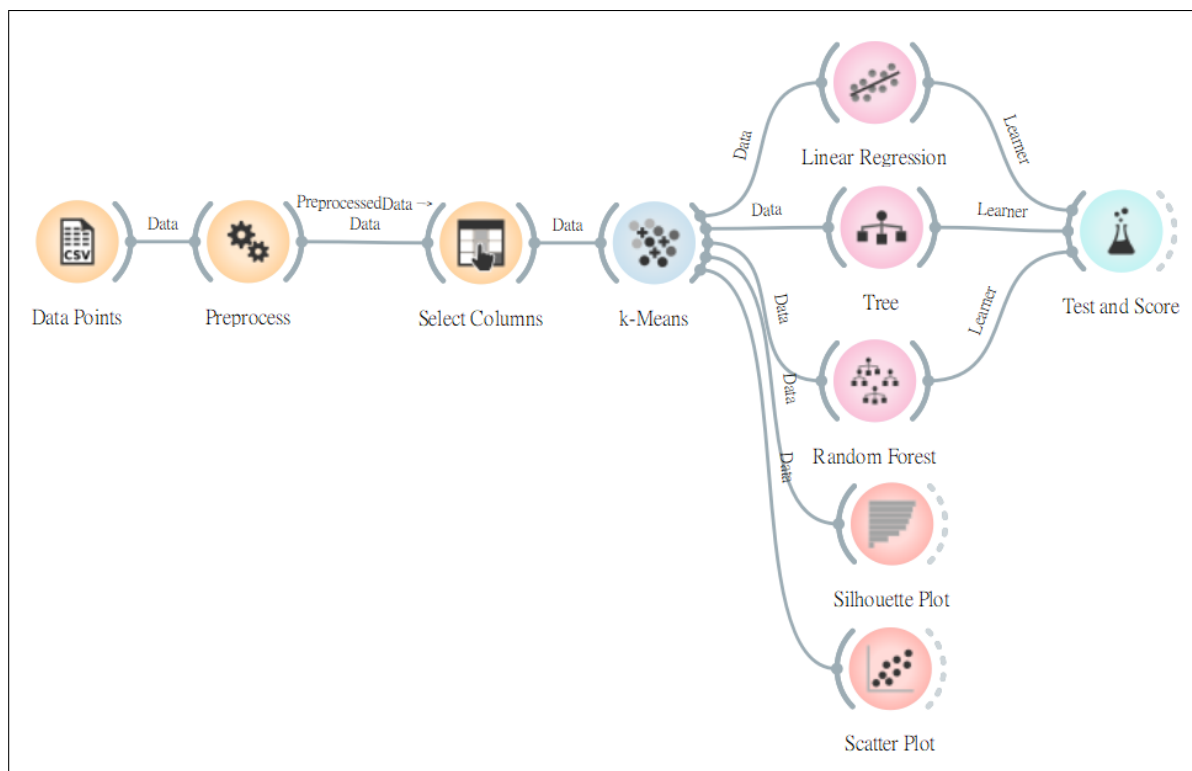 Data
Linear Regression
Learner
CSV
Data Points
Data
Preprocess
PreprocessedData →
Data
Select Columns
Data
k-Means
Data
Tree
Learner
Test and Score
Data
Random Forest
Learner
Data
Silhouette Plot
Data
Scatter Plot